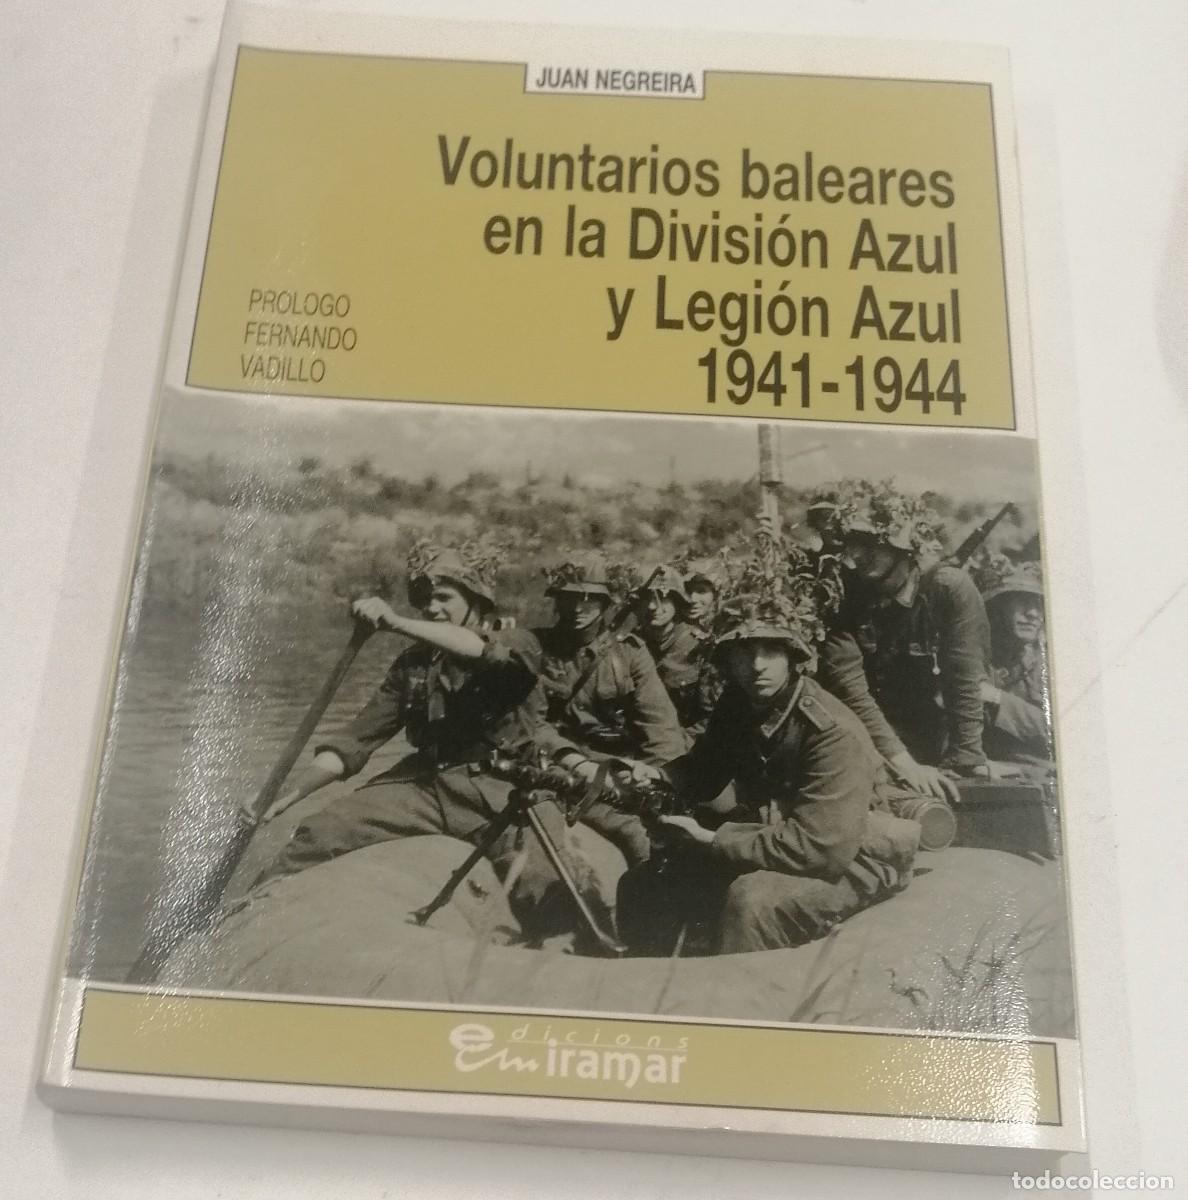 JUAN NEGREIRA
Voluntarios baleares
en la División Azul
y Legión Azul
1941-1944
PROLOGO
FERNANDO
VADILLO
edicions
miramar
todocoleccion